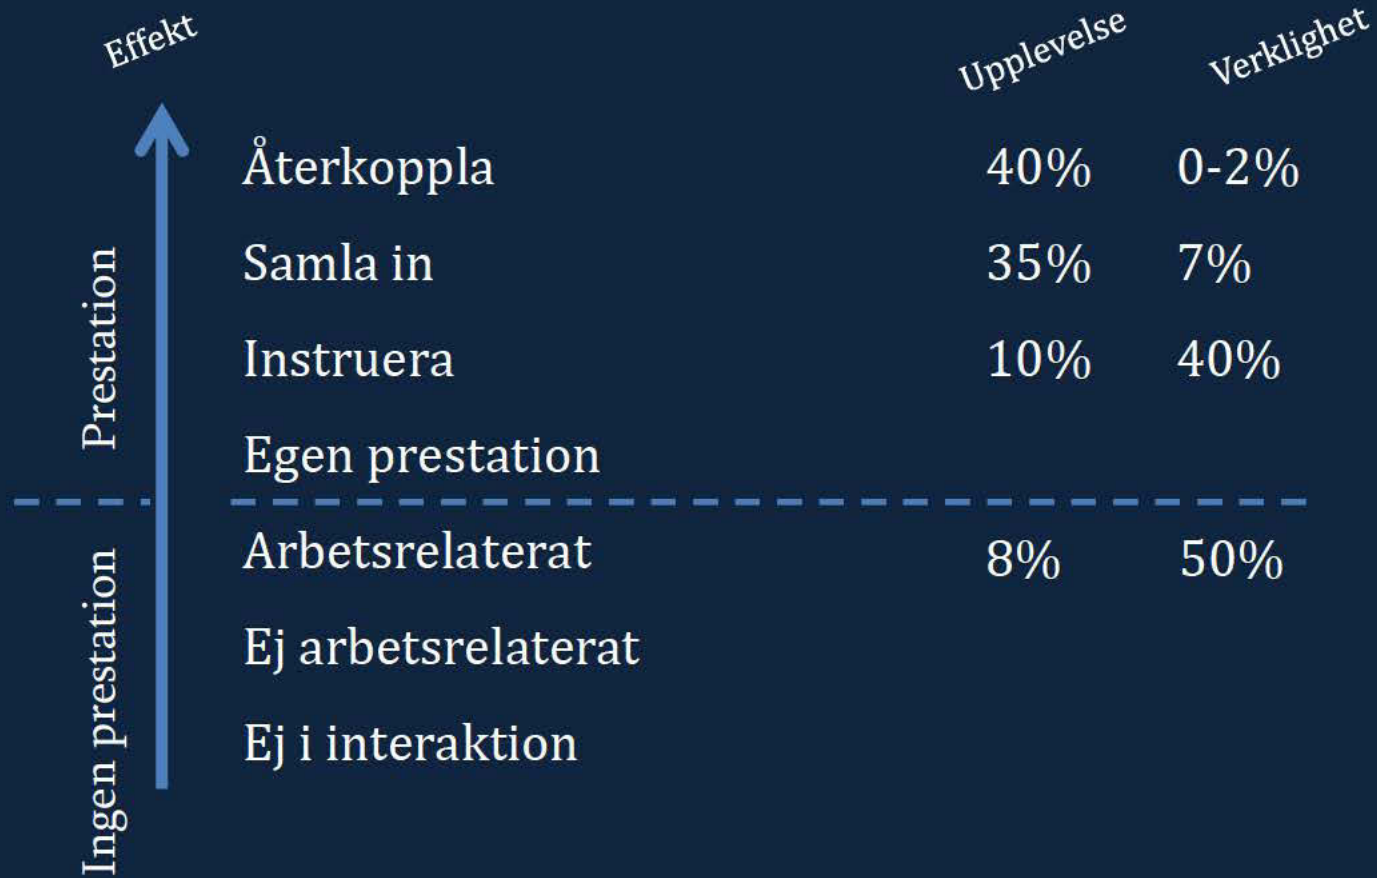 Effekt
Upplevelse
Verklighet
Återkoppla 40% 0-2%
Samla in 35% 7%
Instruera 10% 40%
Egen prestation
Prestation
Arbetsrelaterat 8% 50%
Ej arbetsrelaterat
Ej i interaktion
Ingen prestation